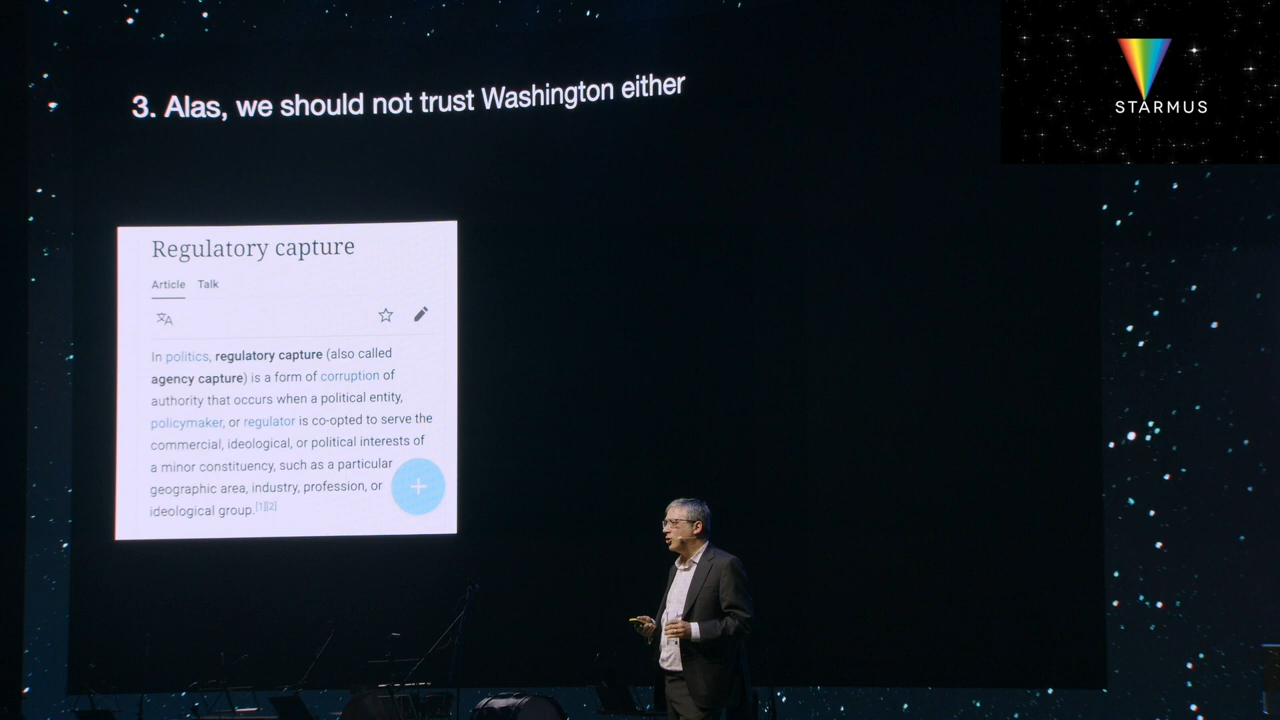 3. Alas, we should not trust Washington either
STARMUS
Regulatory capture
Article Talk
In politics, regulatory capture (also called
agency capture) is a form of corruption of
authority that occurs when a political entity,
policymaker, or regulator is co-opted to serve the
commercial, ideological, or political interests of
a minor constituency, such as a particular
geographic area, industry, profession, or
ideological group.[1][2]